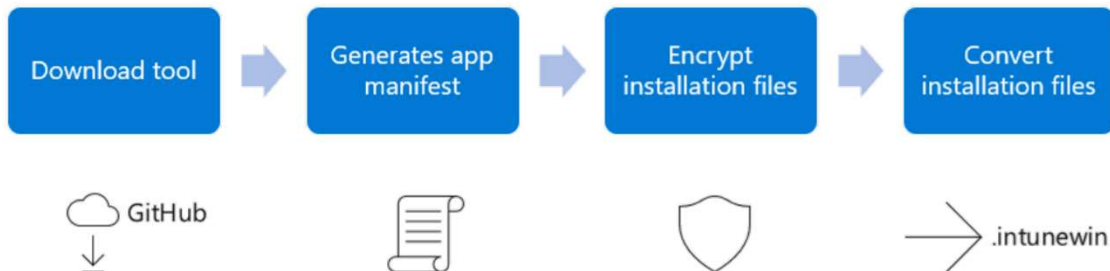 Download tool
Generates app
manifest
Encrypt
installation files
Convert
installation files
GitHub
.intunewin